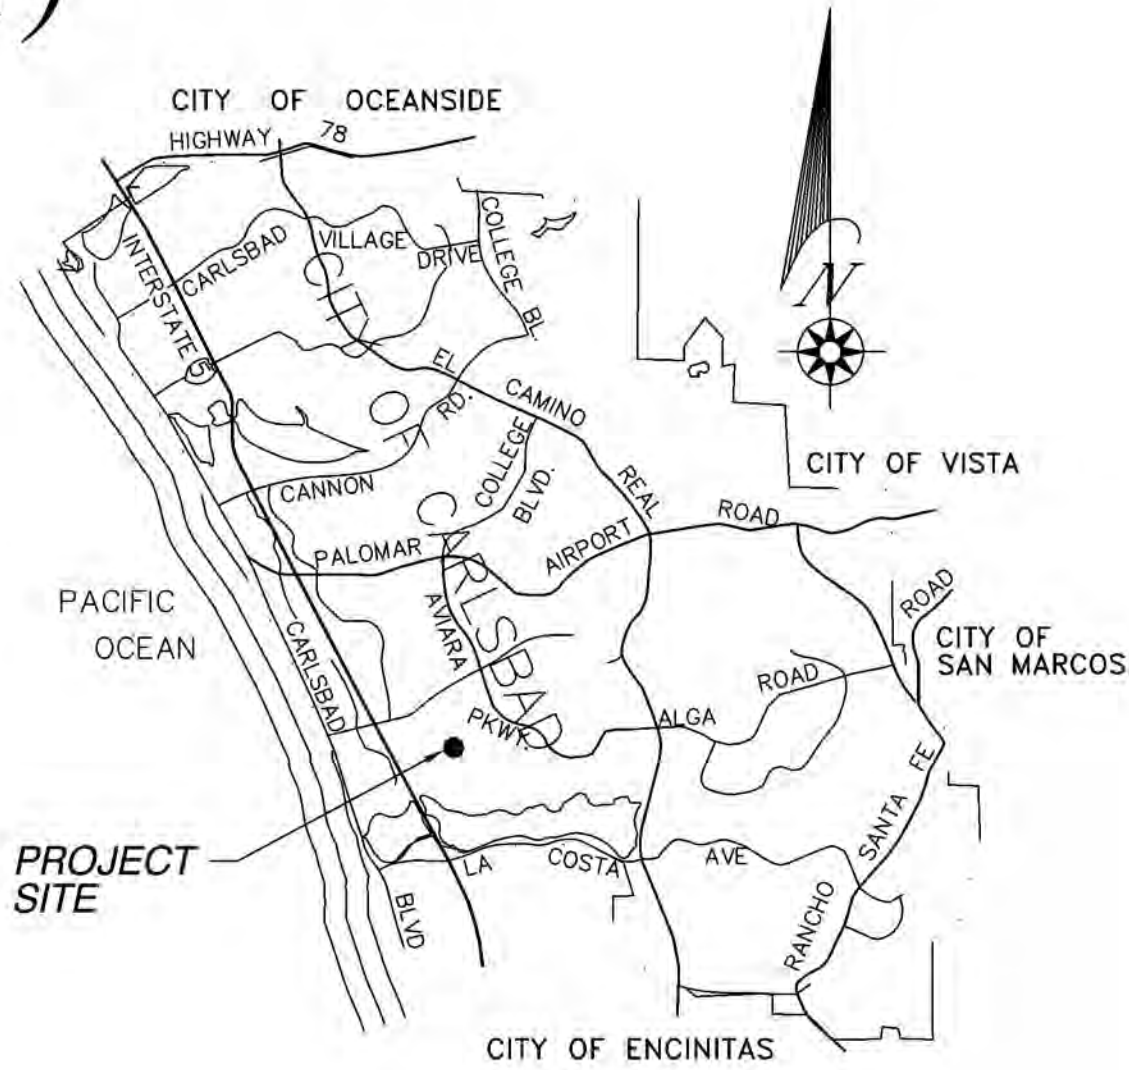 )
CITY OF OCEANSIDE
HIGHWAY 78
INTERSTATE 5
CARLSBAD VILLAGE DRIVE
COLLEGE BL.
CITY OF CARLSBAD
EL CAMINO REAL
CANNON RD.
COLLEGE BLVD.
N
CITY OF VISTA
PALOMAR AIRPORT ROAD
PACIFIC
OCEAN
CARLSBAD BLVD
AVIARA PKWY.
ALGA ROAD
ROAD
CITY OF
SAN MARCOS
PROJECT
SITE
LA COSTA AVE
RANCHO SANTA FE
CITY OF ENCINITAS